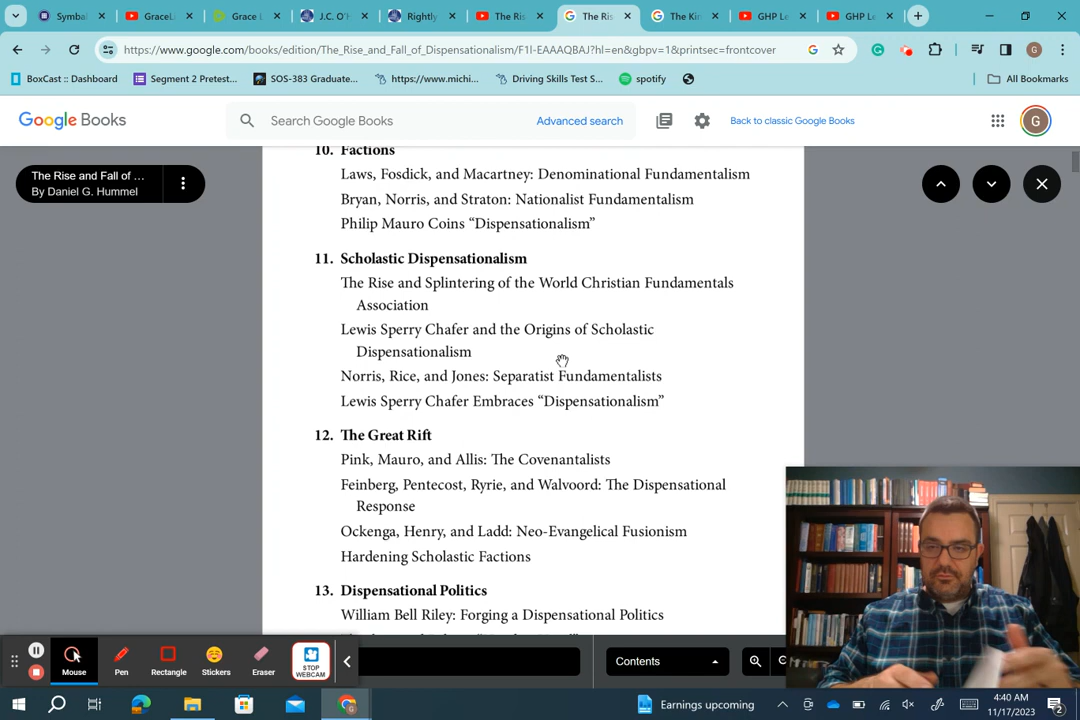 Symba
GraceL
Grace L
J.C. O'H
Rightly
The Ris
The Ris
The Kin
GHP Le
GHP Le
https://www.google.com/books/edition/The_Rise_and_Fall_of_Dispensationalism/F1I-EAAAQBAJ?hl=en&gbpv=1&printsec=frontcover
G
BoxCast :: Dashboard
Segment 2 Pretest...
SOS-383 Graduate...
https://www.michi...
Driving Skills Test S...
spotify
All Bookmarks
Google Books
Search Google Books
Advanced search
Back to classic Google Books
G
The Rise and Fall of ...
By Daniel G. Hummel
10. Factions
Laws, Fosdick, and Macartney: Denominational Fundamentalism
Bryan, Norris, and Straton: Nationalist Fundamentalism
Philip Mauro Coins “Dispensationalism”
11. Scholastic Dispensationalism
The Rise and Splintering of the World Christian Fundamentals
Association
Lewis Sperry Chafer and the Origins of Scholastic
Dispensationalism
Norris, Rice, and Jones: Separatist Fundamentalists
Lewis Sperry Chafer Embraces “Dispensationalism”
12. The Great Rift
Pink, Mauro, and Allis: The Covenantalists
Feinberg, Pentecost, Ryrie, and Walvoord: The Dispensational
Response
Ockenga, Henry, and Ladd: Neo-Evangelical Fusionism
Hardening Scholastic Factions
13. Dispensational Politics
William Bell Riley: Forging a Dispensational Politics
Mouse
Pen
Rectangle
Stickers
Eraser
STOP
WEBCAM
Contents
Earnings upcoming
4:40 AM
11/17/2023
2